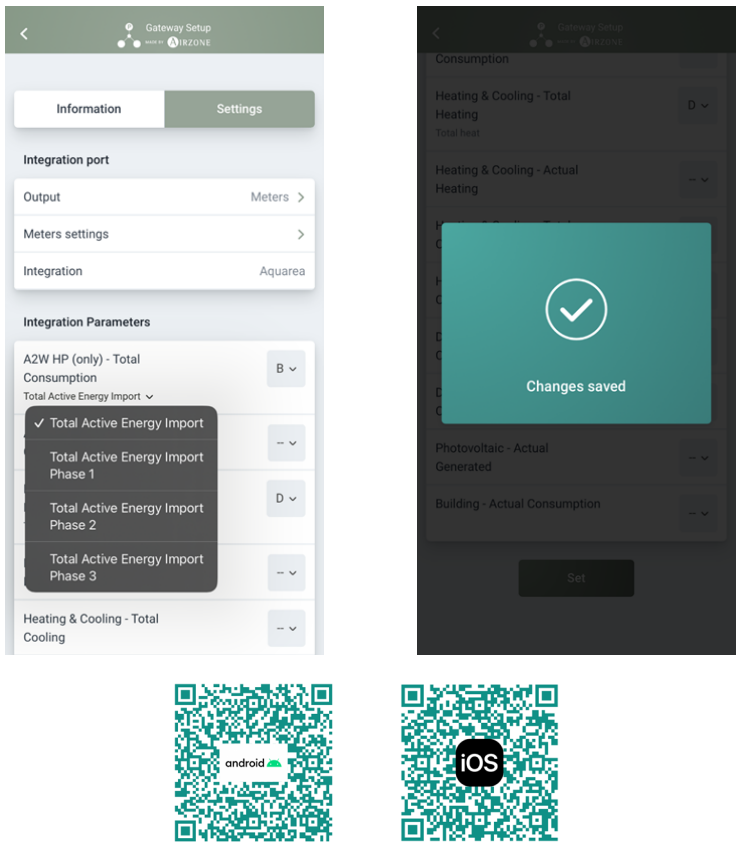 Gateway Setup
MADE BY AIRZONE
Information
Settings
Integration port
Output
Meters
Meters settings
Integration
Aquarea
Integration Parameters
A2W HP (only) - Total
Consumption
B
Total Active Energy Import
Total Active Energy Import
Total Active Energy Import
Phase 1
Total Active Energy Import
Phase 2
Total Active Energy Import
Phase 3
--
D
--
Heating & Cooling - Total
Cooling
--
Gateway Setup
MADE BY AIRZONE
Consumption
Heating & Cooling - Total
Heating
Total heat
D
Heating & Cooling - Actual
Heating
--
Changes saved
Photovoltaic - Actual
Generated
--
Building - Actual Consumption
--
Set
android
iOS